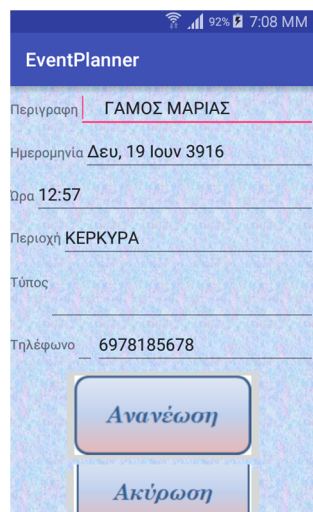 92% 7:08 MM
EventPlanner
Περιγραφη ΓΑΜΟΣ ΜΑΡΙΑΣ
Ημερομηνία Δευ, 19 Ιουν 3916
Ώρα 12:57
Περιοχή ΚΕΡΚΥΡΑ
Τύπος
Τηλέφωνο 6978185678
Ανανέωση
Ακύρωση